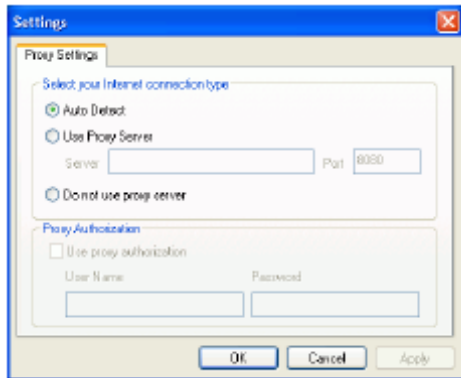 Settings
Proxy Settings
Select your Internet connection type
Auto Detect
Use Proxy Server
Server Port 8080
Do not use proxy server
Proxy Authorization
Use proxy authorization
User Name Password
OK Cancel Apply